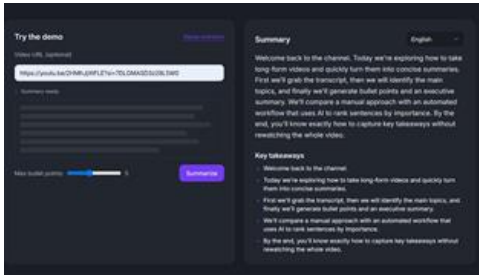 Try the demo
Video URL (optional)
Summary ready
Max bullet points:
5
Summarize
Summary
English
Welcome back to the channel. Today we're exploring how to take
long-form videos and quickly turn them into concise summaries.
First we'll grab the transcript, then we will identify the main
topics, and finally we'll generate bullet points and an executive
summary. We'll compare a manual approach with an automated
workflow that uses AI to rank sentences by importance. By the
end, you'll know exactly how to capture key takeaways without
rewatching the whole video.
Key takeaways
Welcome back to the channel.
Today we're exploring how to take long-form videos and quickly turn
them into concise summaries.
First we'll grab the transcript, then we will identify the main topics, and
finally we'll generate bullet points and an executive summary.
We'll compare a manual approach with an automated workflow that
uses AI to rank sentences by importance.
By the end, you'll know exactly how to capture key takeaways without
rewatching the whole video.